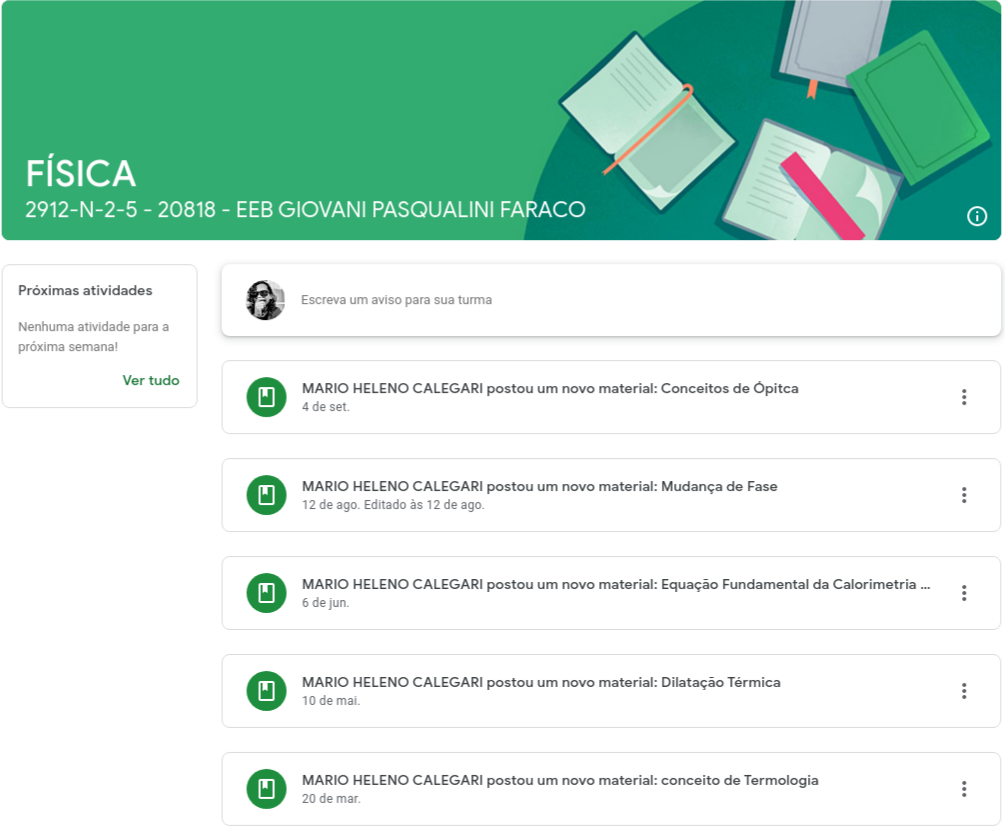 FÍSICA
2912-N-2-5 - 20818 - EEB GIOVANI PASQUALINI FARACO
Próximas atividades
Nenhuma atividade para a
próxima semana!
Ver tudo
Escreva um aviso para sua turma
MARIO HELENO CALEGARI postou um novo material: Conceitos de Ópitca
4 de set.
MARIO HELENO CALEGARI postou um novo material: Mudança de Fase
12 de ago. Editado às 12 de ago.
MARIO HELENO CALEGARI postou um novo material: Equação Fundamental da Calorimetria ...
6 de jun.
MARIO HELENO CALEGARI postou um novo material: Dilatação Térmica
10 de mai.
MARIO HELENO CALEGARI postou um novo material: conceito de Termologia
20 de mar.